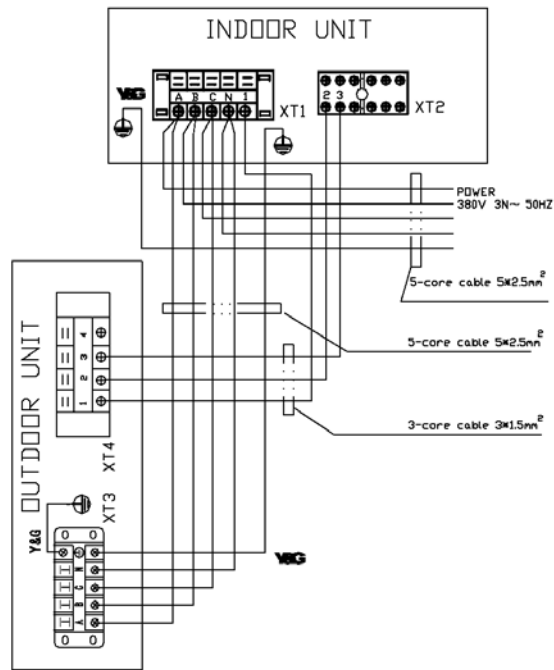 INDOOR UNIT
Y&G
A B C N 1
XT1
2 3
XT2
POWER
380V 3N~ 50HZ
5-core cable 5*2.5mm²
5-core cable 5*2.5mm²
3-core cable 3*1.5mm²
OUTDOOR UNIT
4
3
2
1
XT4
XT3
Y&G
N
C
B
A
Y&G